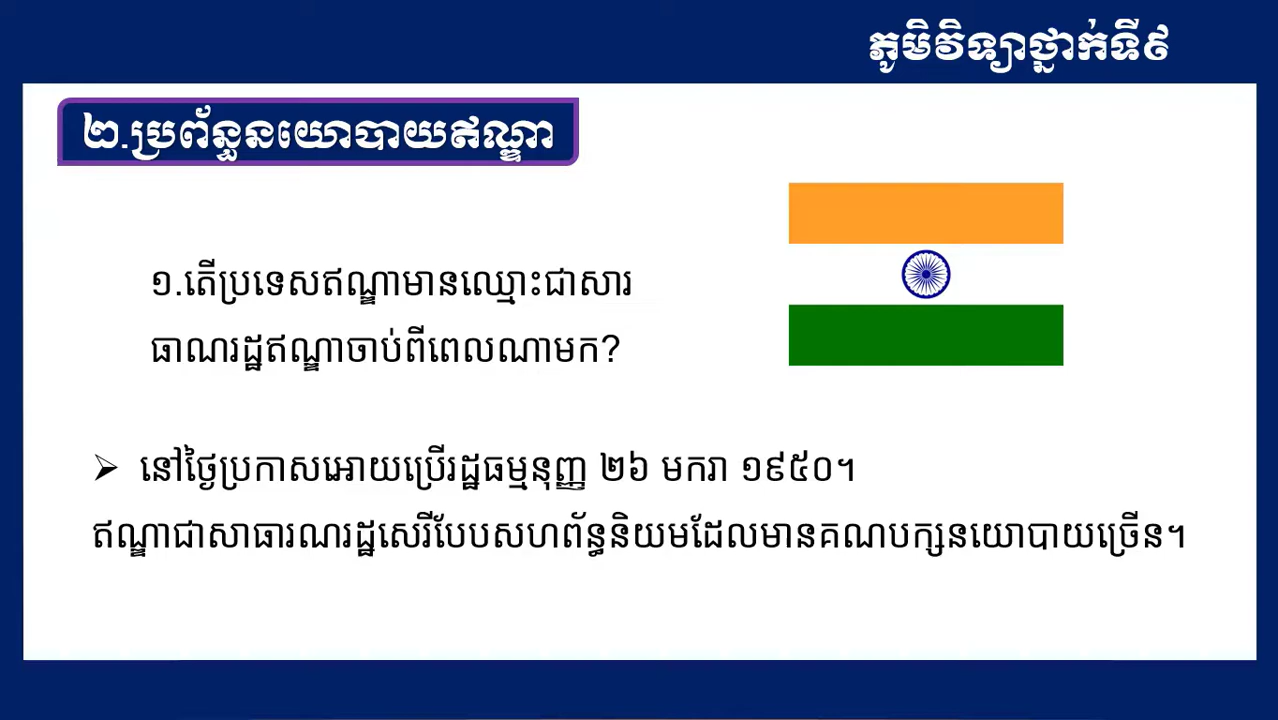 ភូមិវិទ្យាថ្នាក់ទី៩
២.ប្រព័ន្ធនយោបាយឥណ្ឌា
១.តើប្រទេសឥណ្ឌាមានឈ្មោះជាសារ
ធាណរដ្ឋឥណ្ឌាចាប់ពីពេលណាមក?
➢ នៅថ្ងៃប្រកាសអោយប្រើរដ្ឋធម្មនុញ្ញ ២៦ មករា ១៩៥០។
ឥណ្ឌាជាសាធារណរដ្ឋសេរីបែបសហព័ន្ធនិយមដែលមានគណបក្សនយោបាយច្រើន។